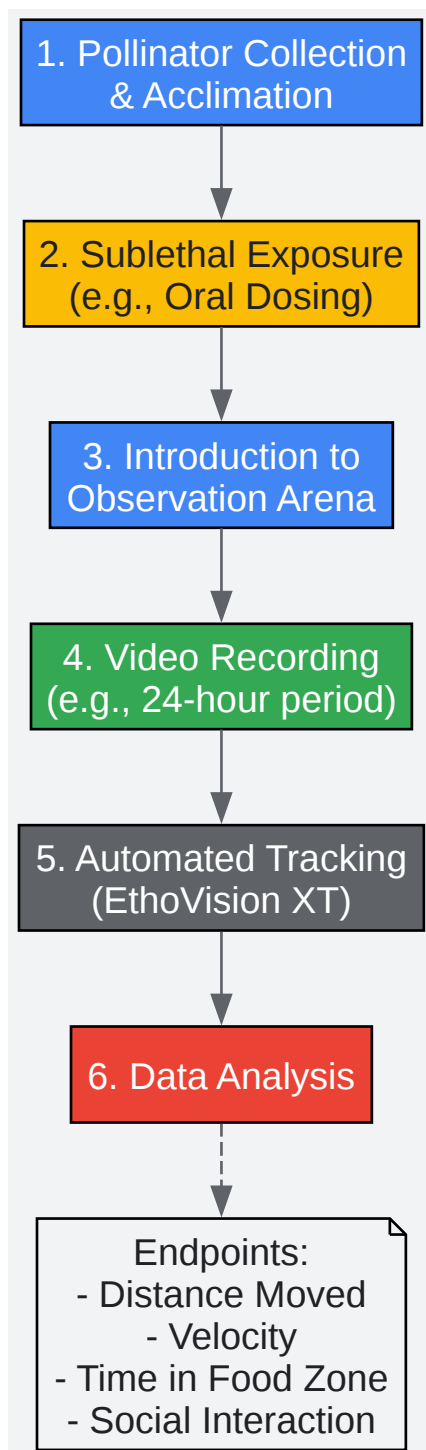 1. Pollinator Collection
& Acclimation
2. Sublethal Exposure
(e.g., Oral Dosing)
3. Introduction to
Observation Arena
4. Video Recording
(e.g., 24-hour period)
5. Automated Tracking
(EthoVision XT)
6. Data Analysis
Endpoints:
- Distance Moved
- Velocity
- Time in Food Zone
- Social Interaction